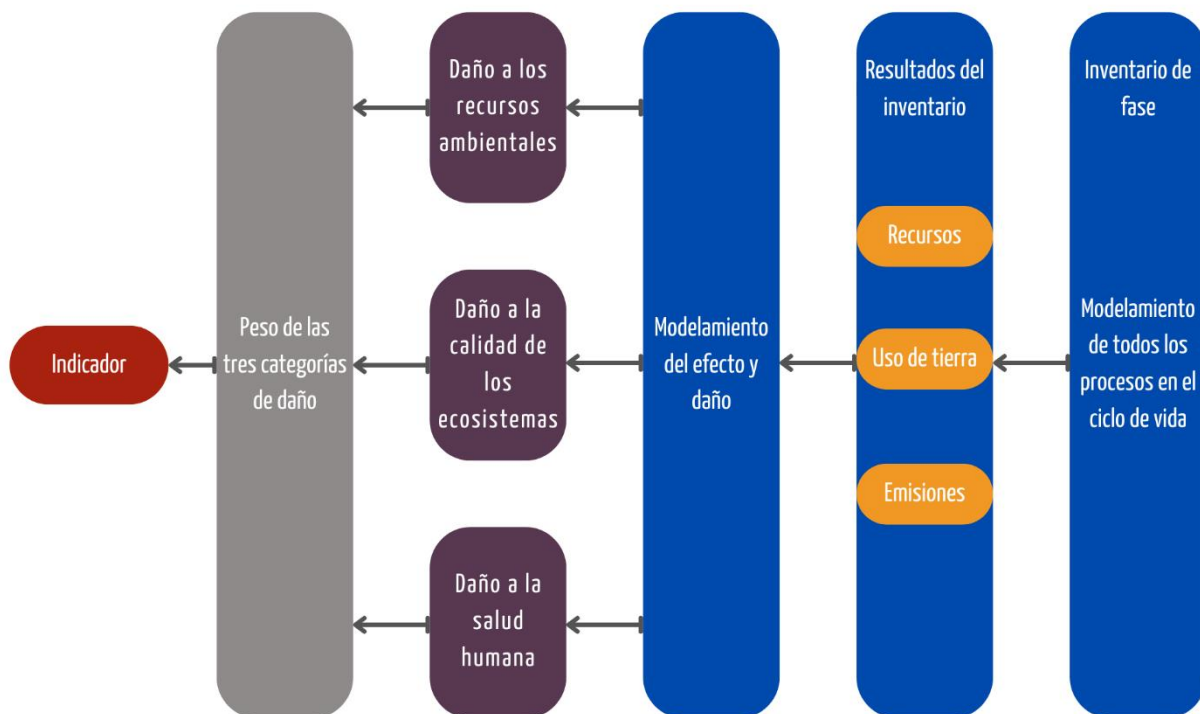 Indicador
Peso de las
tres categorías
de daño
Daño a los
recursos
ambientales
Daño a la
calidad de
los
ecosistemas
Daño a la
salud
humana
Modelamiento
del efecto y
daño
Resultados del
inventario
Recursos
Uso de tierra
Emisiones
Inventario de
fase
Modelamiento
de todos los
procesos en el
ciclo de vida